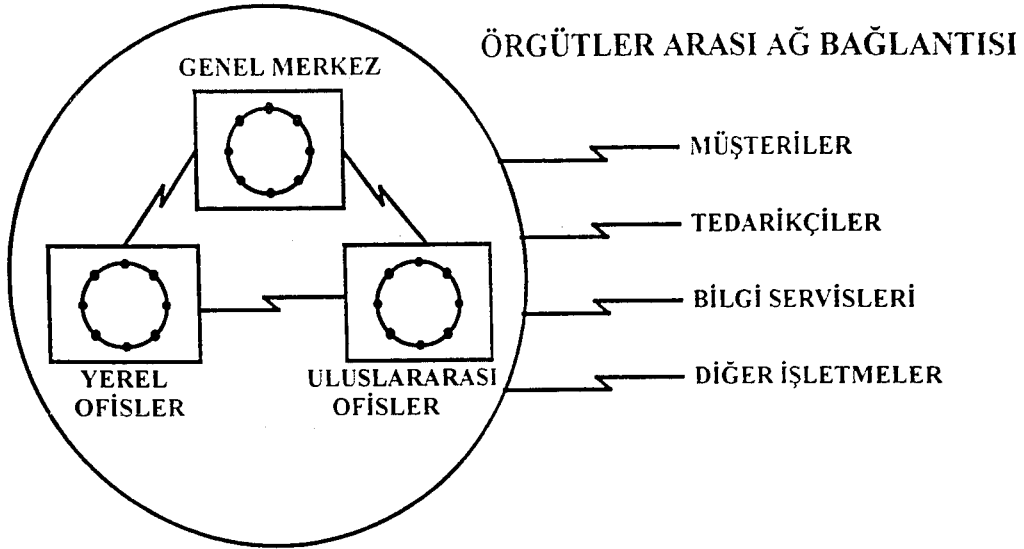 ÖRGÜTLER ARASI AĞ BAĞLANTISI
GENEL MERKEZ
MÜŞTERİLER
TEDARİKÇİLER
BİLGİ SERVİSLERİ
DİĞER İŞLETMELER
YEREL
OFİSLER
ULUSLARARASI
OFİSLER